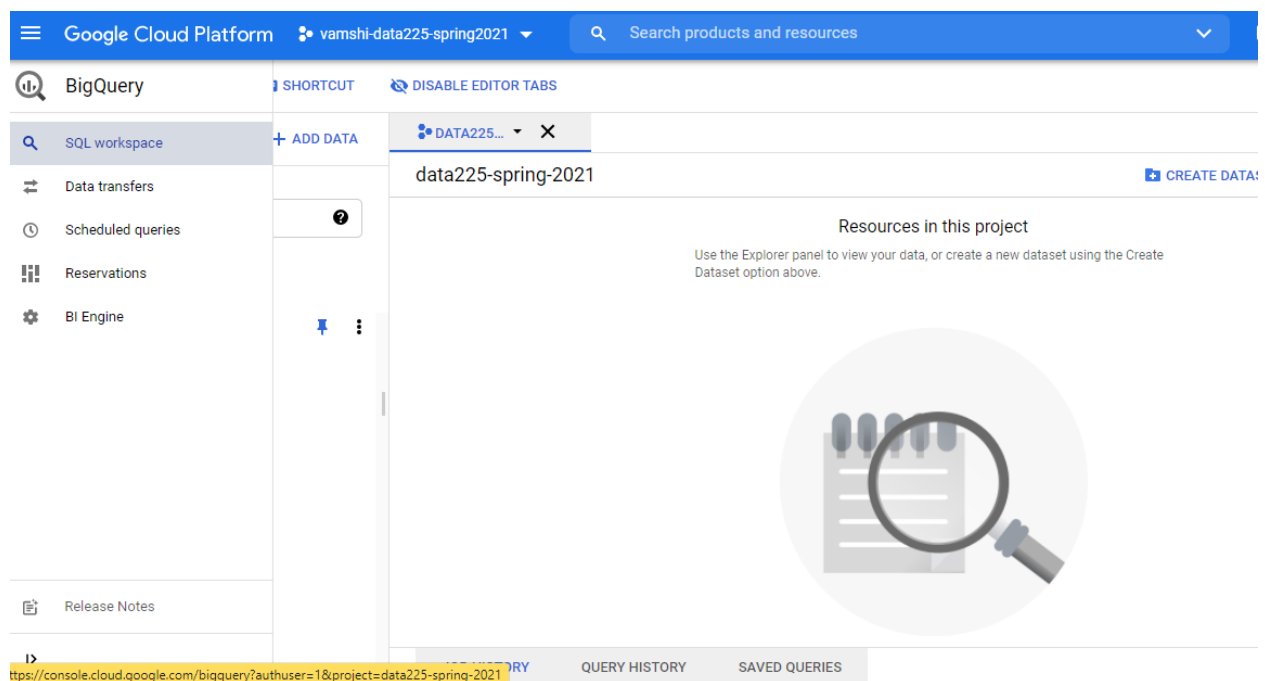 Google Cloud Platform vamshi-data225-spring2021 Search products and resources
BigQuery SHORTCUT DISABLE EDITOR TABS
SQL workspace + ADD DATA DATA225...
Data transfers data225-spring-2021 CREATE DATAS
Scheduled queries Resources in this project
Use the Explorer panel to view your data, or create a new dataset using the Create
Dataset option above.
Reservations
BI Engine
Release Notes
QUERY HISTORY SAVED QUERIES
ttps://console.cloud.google.com/bigquery?authuser=1&project=data225-spring-2021